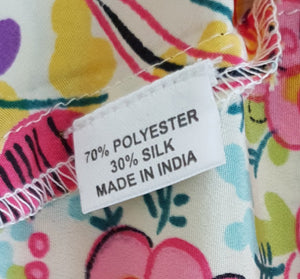 70% POLYESTER
30% SILK
MADE IN INDIA